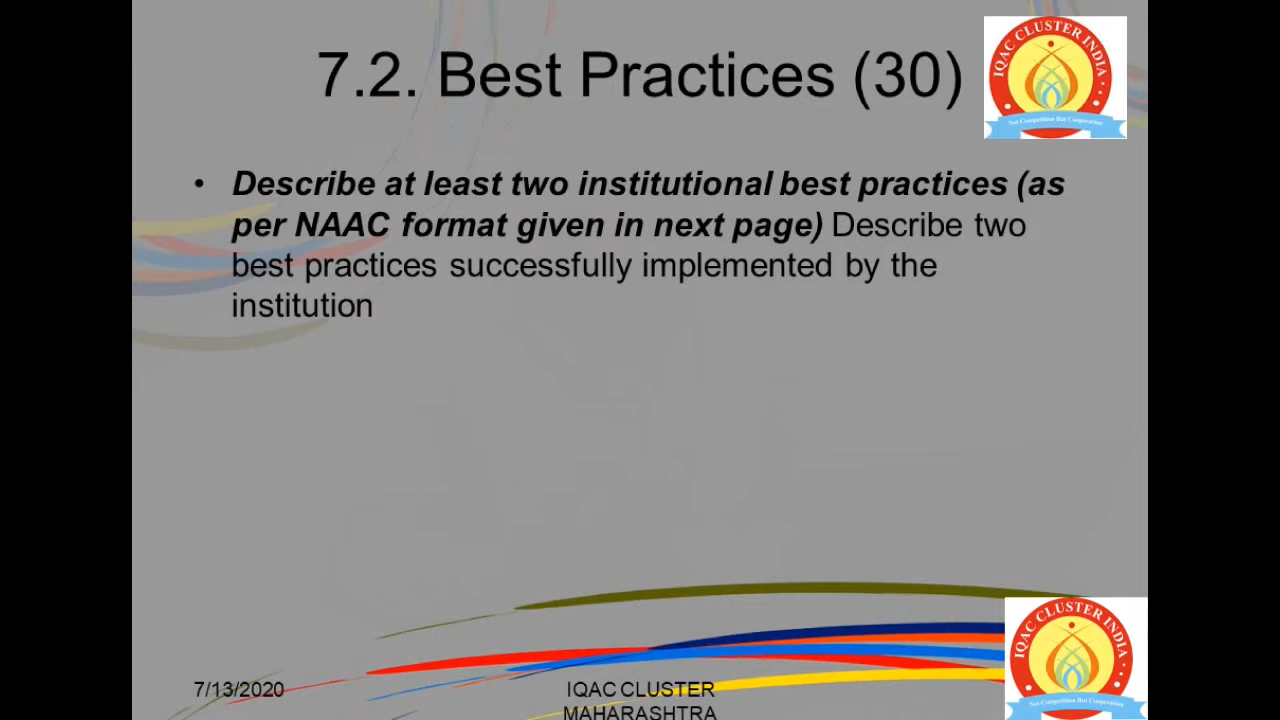 7.2. Best Practices (30)
IQAC CLUSTER INDIA
Not Competition But Cooperation
• Describe at least two institutional best practices (as
per NAAC format given in next page) Describe two
best practices successfully implemented by the
institution
7/13/2020
IQAC CLUSTER
MAHARASHTRA
IQAC CLUSTER INDIA
Not Competition But Cooperation